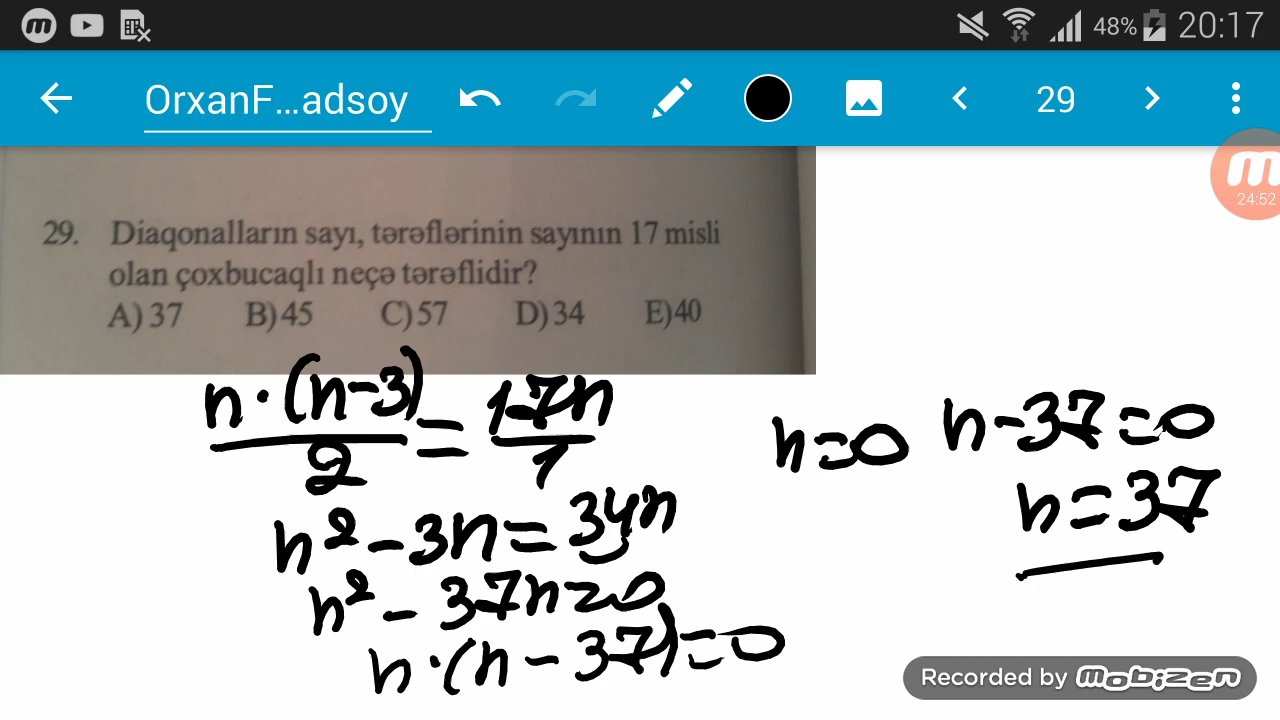 48% 20:17
OrxanF...adsoy 29
24:52
29. Diaqonalların sayı, tərəflərinin sayının 17 misli
olan çoxbucaqlı neçə tərəflidir?
A) 37 B) 45 C) 57 D) 34 E) 40
n·(n-3)/2 = 17n/1
n² - 3n = 34n
n² - 37n = 0
n·(n - 37) = 0
n=0 n-37=0
n=37
Recorded by mobizen